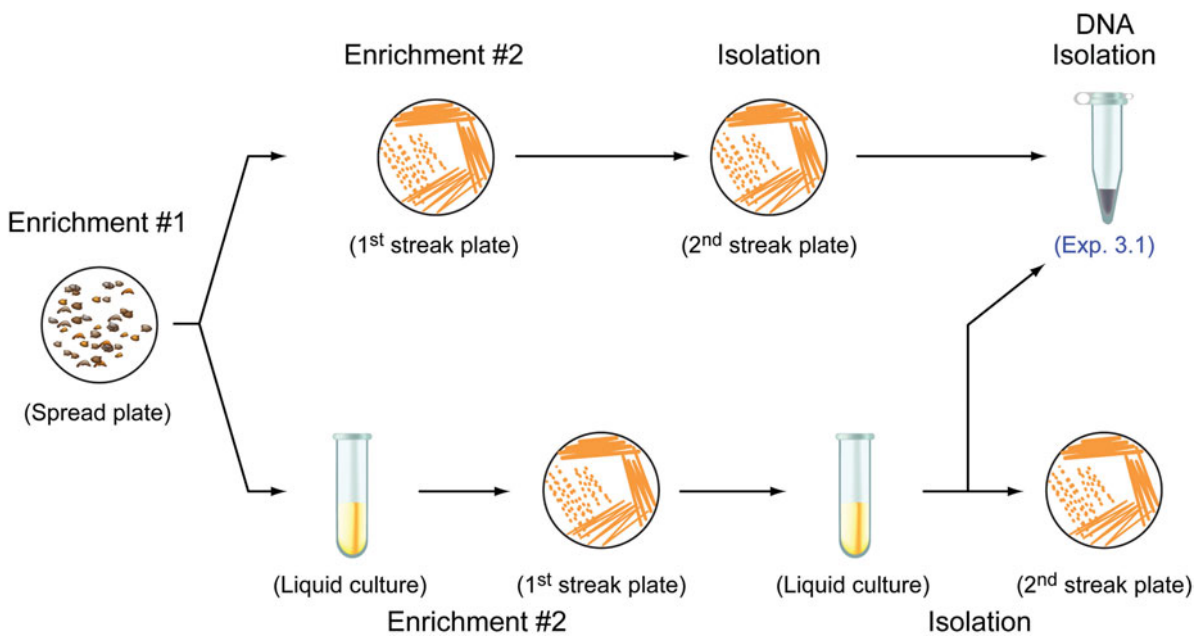 Enrichment #2
Isolation
DNA
Isolation
Enrichment #1
(1st streak plate)
(2nd streak plate)
(Exp. 3.1)
(Spread plate)
(Liquid culture)
(1st streak plate)
(Liquid culture)
(2nd streak plate)
Enrichment #2
Isolation